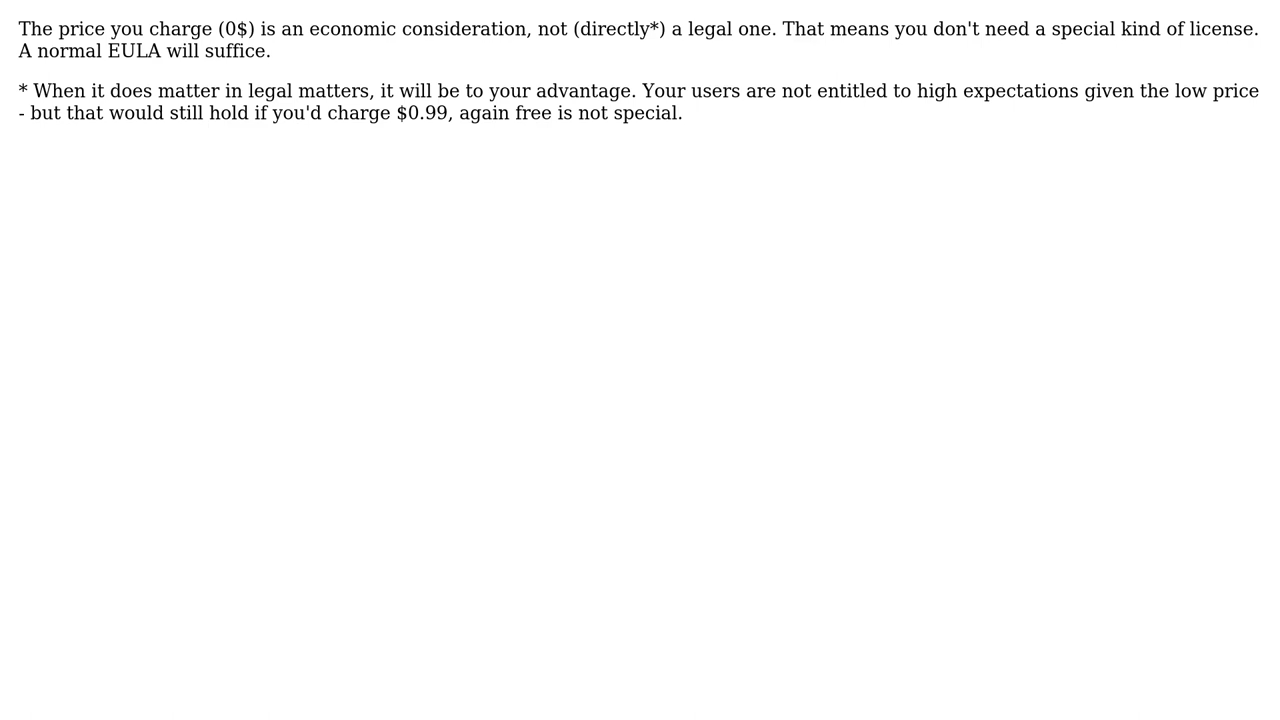 The price you charge (0$) is an economic consideration, not (directly*) a legal one. That means you don't need a special kind of license.
A normal EULA will suffice.
* When it does matter in legal matters, it will be to your advantage. Your users are not entitled to high expectations given the low price
- but that would still hold if you'd charge $0.99, again free is not special.